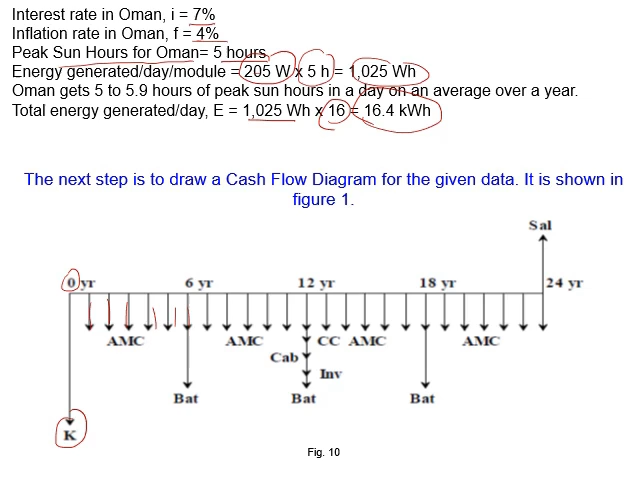 Interest rate in Oman, i = 7%
Inflation rate in Oman, f = 4%
Peak Sun Hours for Oman= 5 hours
Energy generated/day/module = 205 W x 5 h = 1,025 Wh
Oman gets 5 to 5.9 hours of peak sun hours in a day on an average over a year.
Total energy generated/day, E = 1,025 Wh x 16 = 16.4 kWh
The next step is to draw a Cash Flow Diagram for the given data. It is shown in
figure 1.
Sal
0 yr 6 yr 12 yr 18 yr 24 yr
AMC AMC CC AMC AMC
Cab
Inv
Bat Bat Bat
K
Fig. 10